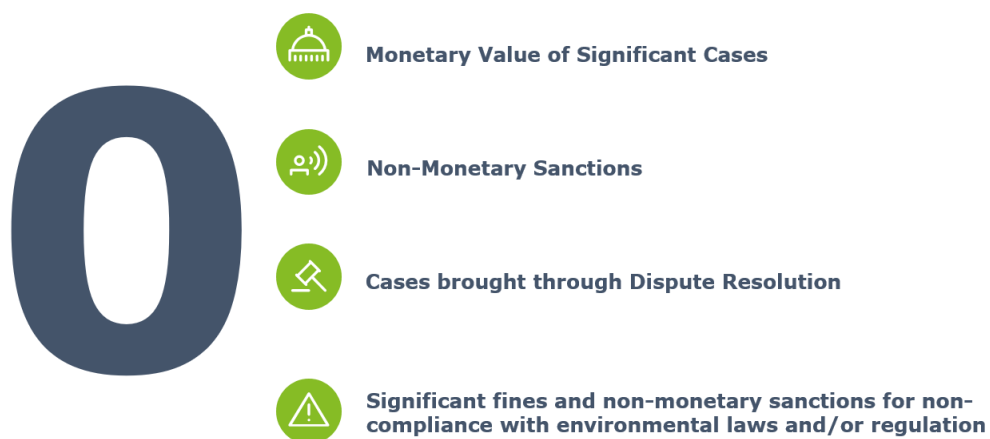 0
Monetary Value of Significant Cases
Non-Monetary Sanctions
Cases brought through Dispute Resolution
Significant fines and non-monetary sanctions for non-
compliance with environmental laws and/or regulation